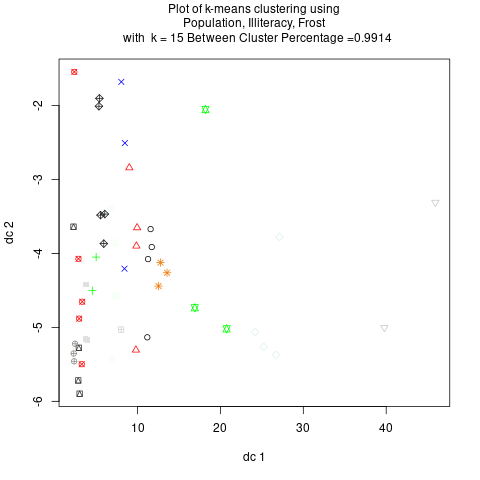 Plot of k-means clustering using
Population, Illiteracy, Frost
with k = 15 Between Cluster Percentage =0.9914
dc 2
-2
-3
-4
-5
-6
10
20
30
40
dc 1